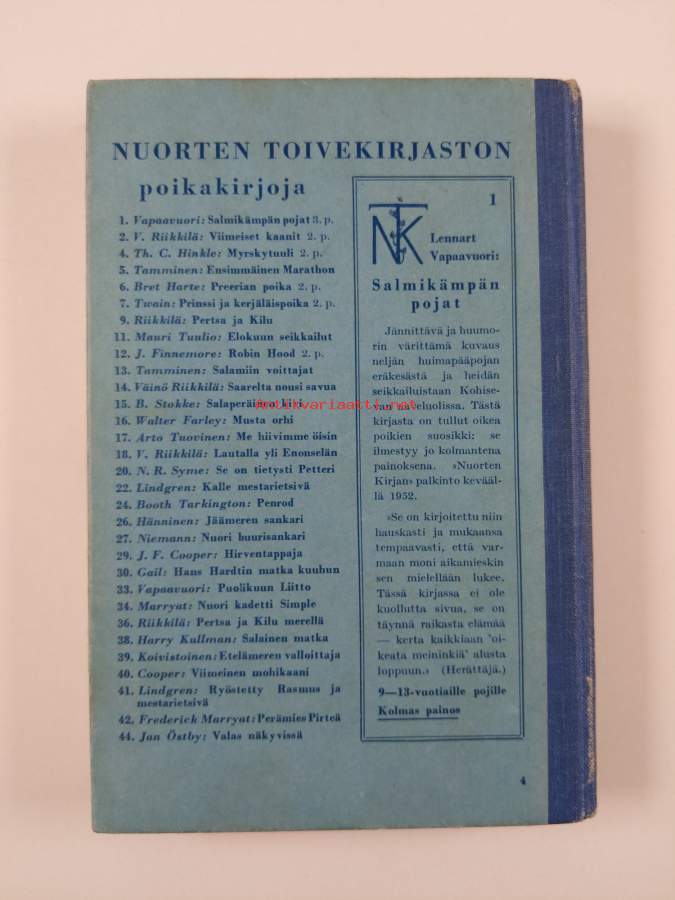 NUORTEN TOIVEKIRJASTON
poikakirjoja
1. Vapaavuori: Salmikämpän pojat 3. p.
2. V. Riikkilä: Viimeiset kaanit 2. p.
4. Th. C. Hinkle: Myrskytuuli 2. p.
5. Tamminen: Ensimmäinen Marathon
6. Bret Harte: Preerian poika 2. p.
7. Twain: Prinssi ja kerjäläispoika 2. p.
9. Riikkilä: Pertsa ja Kilu
11. Mauri Tuulio: Elokuun seikkailut
12. J. Finnemore: Robin Hood 2. p.
13. Tamminen: Salamiin voittajat
14. Väinö Riikkilä: Saarelta nousi savua
15. B. Stokke: Salaperäinen kivi
16. Walter Farley: Musta orhi
17. Arto Tuovinen: Me hiivimme öisin
18. V. Riikkilä: Lautalla yli Enonselän
20. N. R. Syme: Se on tietysti Petteri
22. Lindgren: Kalle mestarietsivä
24. Booth Tarkington: Penrod
26. Hänninen: Jäämeren sankari
27. Niemann: Nuori buurisankari
29. J. F. Cooper: Hirventappaja
30. Gail: Hans Hardtin matka kuuhun
33. Vapaavuori: Puolikuun Liitto
34. Marryat: Nuori kadetti Simple
36. Riikkilä: Pertsa ja Kilu merellä
38. Harry Kullman: Salainen matka
39. Koivistoinen: Etelämeren valloittaja
40. Cooper: Viimeinen mohikaani
41. Lindgren: Ryöstetty Rasmus ja
mestarietsivä
42. Frederick Marryat: Perämies Pirteä
44. Jan Östby: Valas näkyvissä
1
NTK
Lennart
Vapaavuori:
Salmikämpän
pojat
Jännittävä ja huumo-
rin värittämä kuvaus
neljän huimapääpojan
eräkesästä ja heidän
seikkailuistaan Kohise-
van
Tästä
kirjasta on tullut oikea
poikien suosikki: se
ilmestyy jo kolmantena
painoksena. »Nuorten
Kirjan» palkinto kevääl-
lä 1952.
»Se on kirjoitettu niin
hauskasti ja mukaansa
tempaavasti, että var-
maan moni aikamieskin
sen mielellään lukee.
Tässä kirjassa ei ole
kuollutta sivua, se on
täynnä raikasta elämää
— kerta kaikkiaan 'oi-
keata meininkiä' alusta
loppuun.» (Herättäjä.)
9—13-vuotiaille pojille
Kolmas painos
4
Antikvariaatti.net